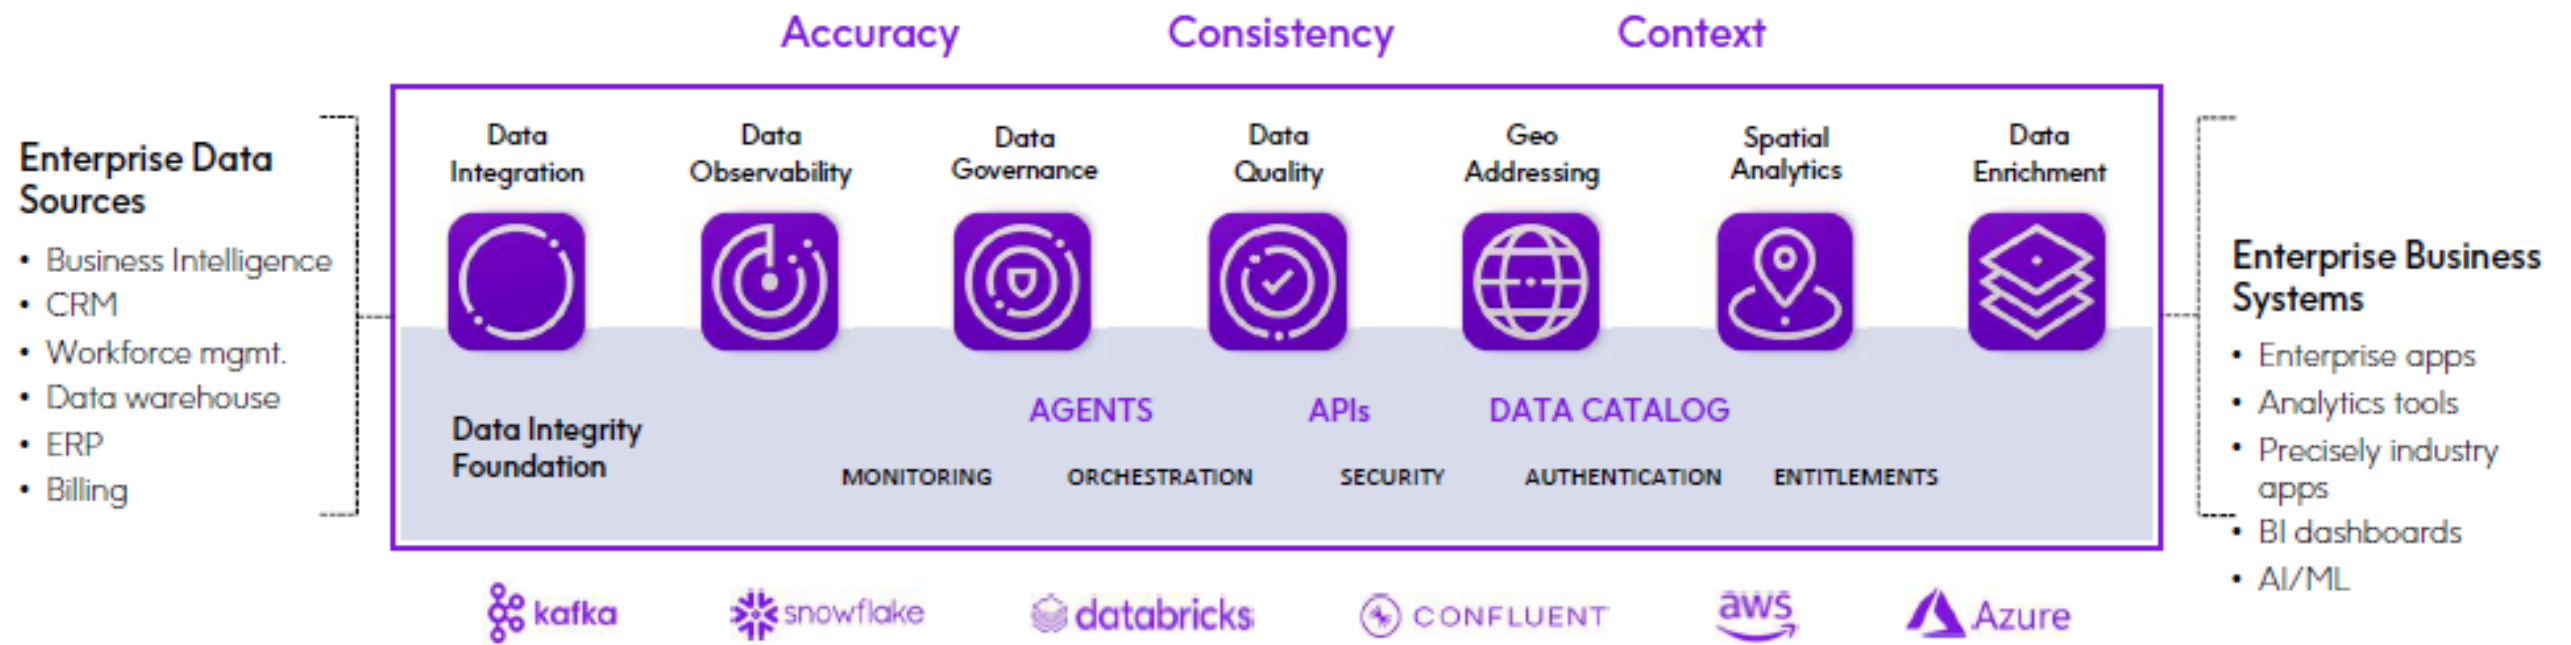 Accuracy
Consistency
Context
Enterprise Data
Sources
• Business Intelligence
• CRM
• Workforce mgmt.
• Data warehouse
• ERP
• Billing
Data
Integration
Data
Observability
Data
Governance
Data
Quality
Geo
Addressing
Spatial
Analytics
Data
Enrichment
Data Integrity
Foundation
AGENTS
APIs
DATA CATALOG
MONITORING
ORCHESTRATION
SECURITY
AUTHENTICATION
ENTITLEMENTS
Enterprise Business
Systems
• Enterprise apps
• Analytics tools
• Precisely industry
apps
• BI dashboards
• AI/ML
kafka
snowflake
databricks
CONFLUENT
aws
Azure